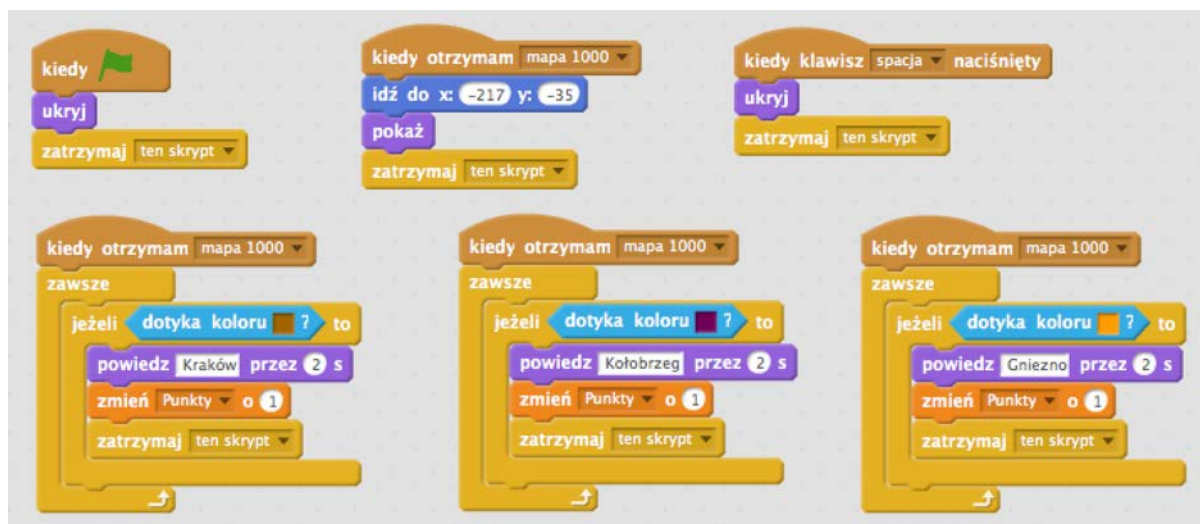 kiedy
ukryj
zatrzymaj ten skrypt
kiedy otrzymam mapa 1000
idź do x: -217 y: -35
pokaż
zatrzymaj ten skrypt
kiedy klawisz spacja naciśnięty
ukryj
zatrzymaj ten skrypt
kiedy otrzymam mapa 1000
zawsze
jeżeli dotyka koloru ? to
powiedz Kraków przez 2 s
zmień Punkty o 1
zatrzymaj ten skrypt
kiedy otrzymam mapa 1000
zawsze
jeżeli dotyka koloru ? to
powiedz Kołobrzeg przez 2 s
zmień Punkty o 1
zatrzymaj ten skrypt
kiedy otrzymam mapa 1000
zawsze
jeżeli dotyka koloru ? to
powiedz Gniezno przez 2 s
zmień Punkty o 1
zatrzymaj ten skrypt